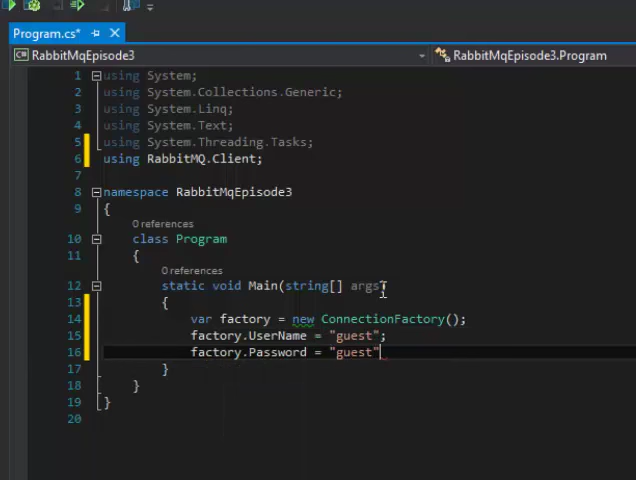 Program.cs*
RabbitMqEpisode3
RabbitMqEpisode3.Program
1 using System;
2 using System.Collections.Generic;
3 using System.Linq;
4 using System.Text;
5 using System.Threading.Tasks;
6 using RabbitMQ.Client;
7
8 namespace RabbitMqEpisode3
9 {
0 references
10 class Program
11 {
0 references
12 static void Main(string[] args)
13 {
14 var factory = new ConnectionFactory();
15 factory.UserName = "guest";
16 factory.Password = "guest"
17 }
18 }
19 }
20